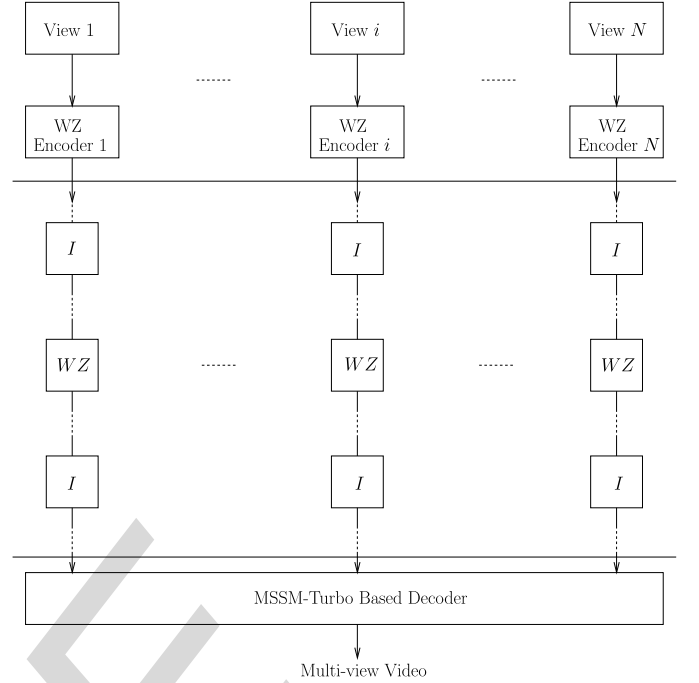 View 1 View i View N
WZ Encoder 1 WZ Encoder i WZ Encoder N
I I I
WZ WZ WZ
I I I
MSSM-Turbo Based Decoder
Multi-view Video